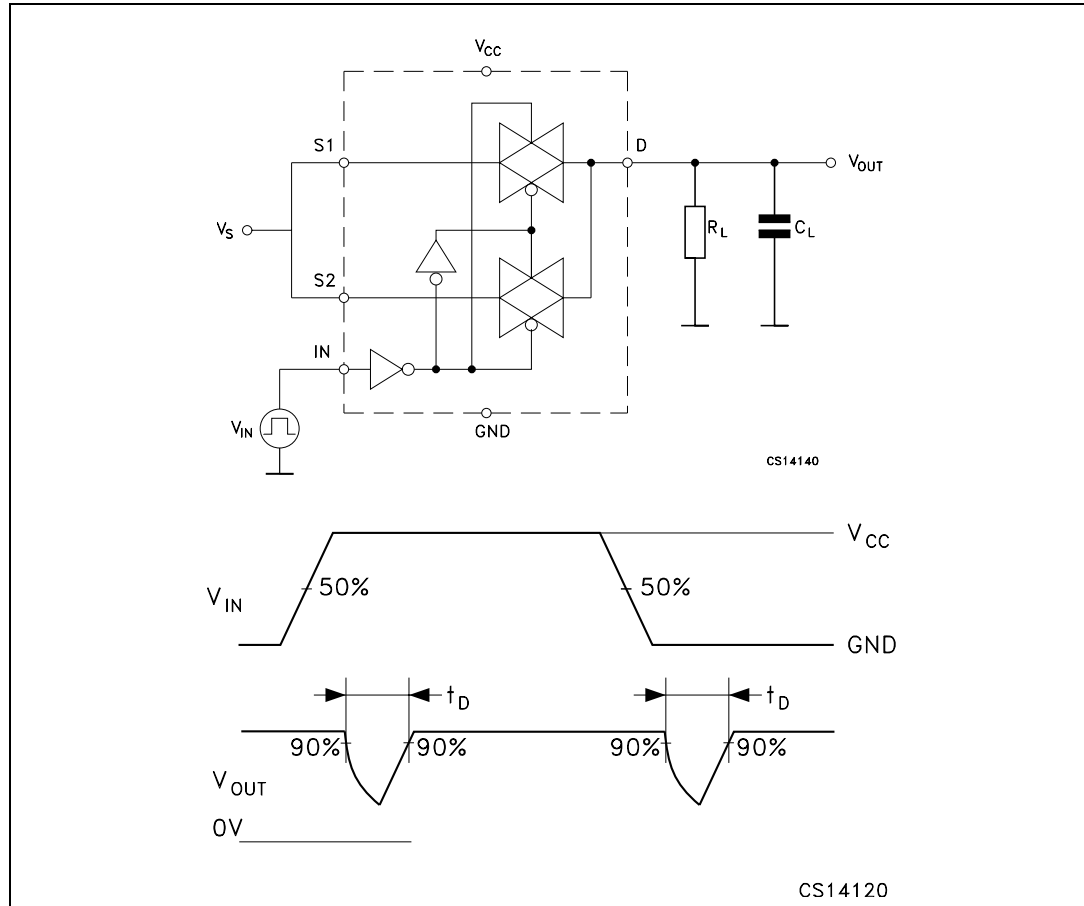 VCC
S1
D
VOUT
VS
RL
CL
S2
IN
VIN
GND
CS14140
VCC
50%
50%
VIN
GND
tD
tD
90%
90%
90%
90%
VOUT
0V
CS14120